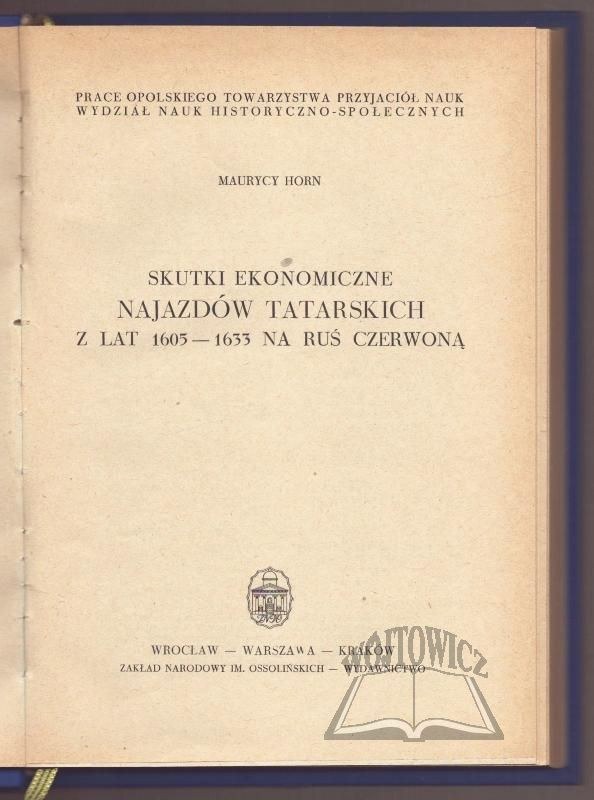 PRACE OPOLSKIEGO TOWARZYSTWA PRZYJACIÓŁ NAUK
WYDZIAŁ NAUK HISTORYCZNO-SPOŁECZNYCH
MAURYCY HORN
SKUTKI EKONOMICZNE
NAJAZDÓW TATARSKICH
Z LAT 1605 — 1633 NA RUŚ CZERWONĄ
WROCŁAW — WARSZAWA — KRAKÓW
ZAKŁAD NARODOWY IM. OSSOLIŃSKICH — WYDAWNICTWO
WÓJTOWICZ